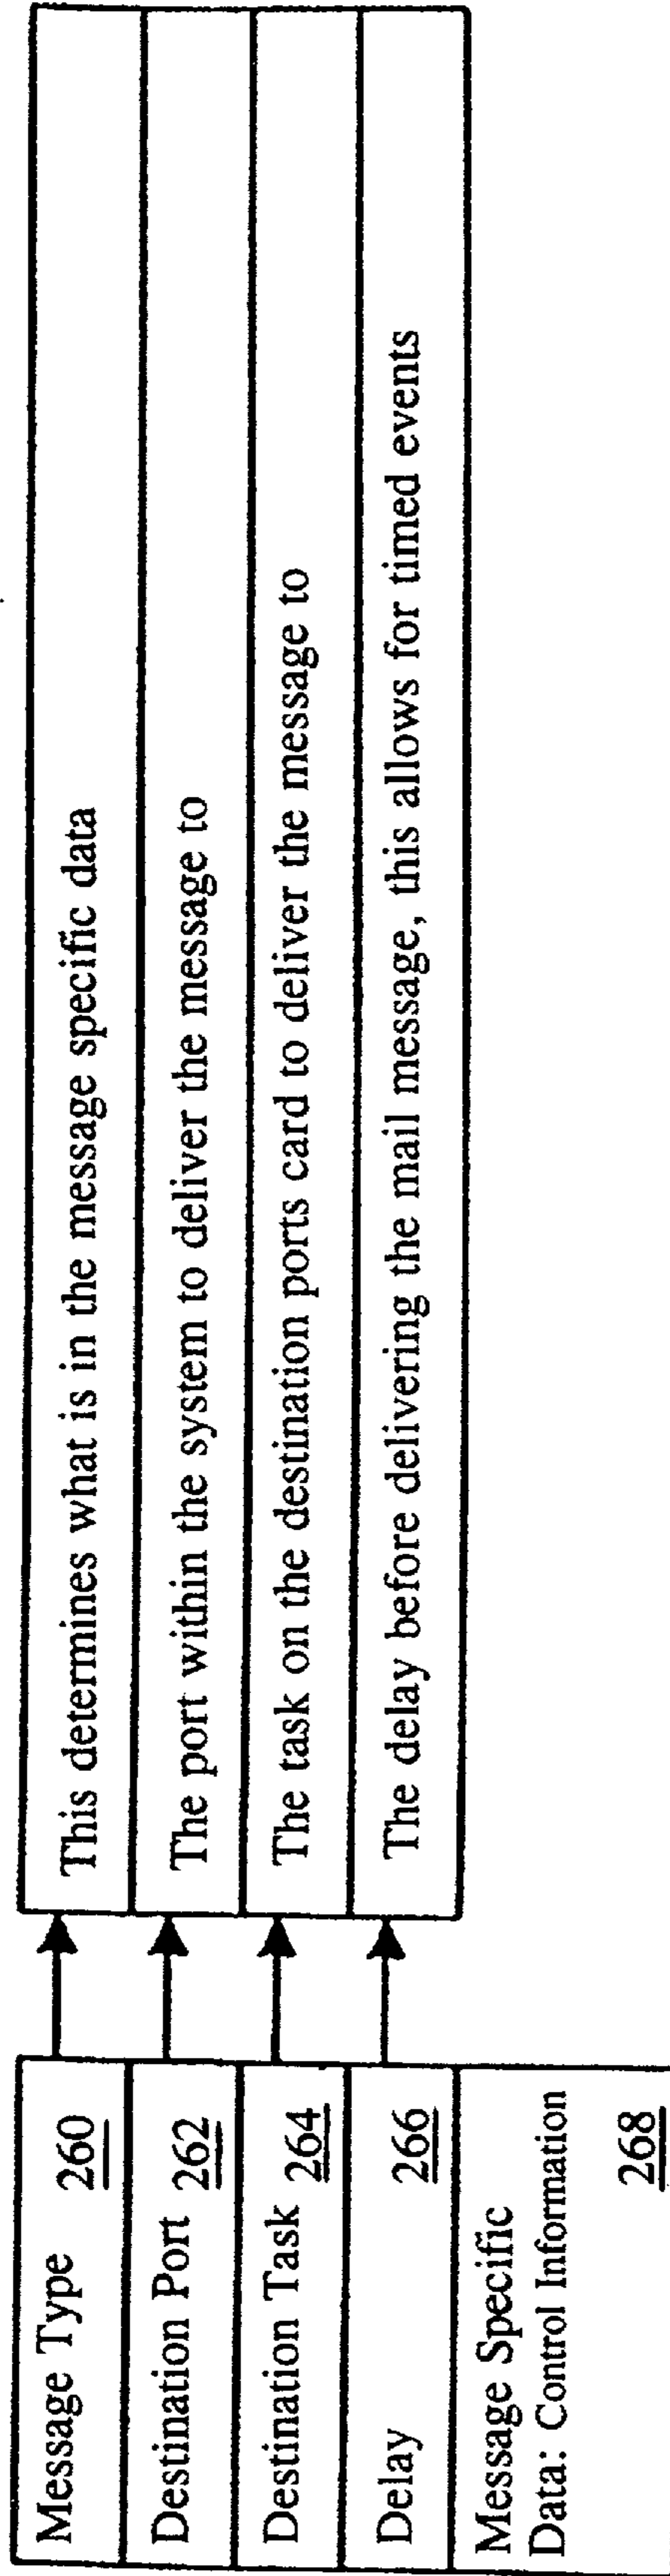 Message Type 260
This determines what is in the message specific data
Destination Port 262
The port within the system to deliver the message to
Destination Task 264
The task on the destination ports card to deliver the message to
Delay 266
The delay before delivering the mail message, this allows for timed events
Message Specific
Data: Control Information
268